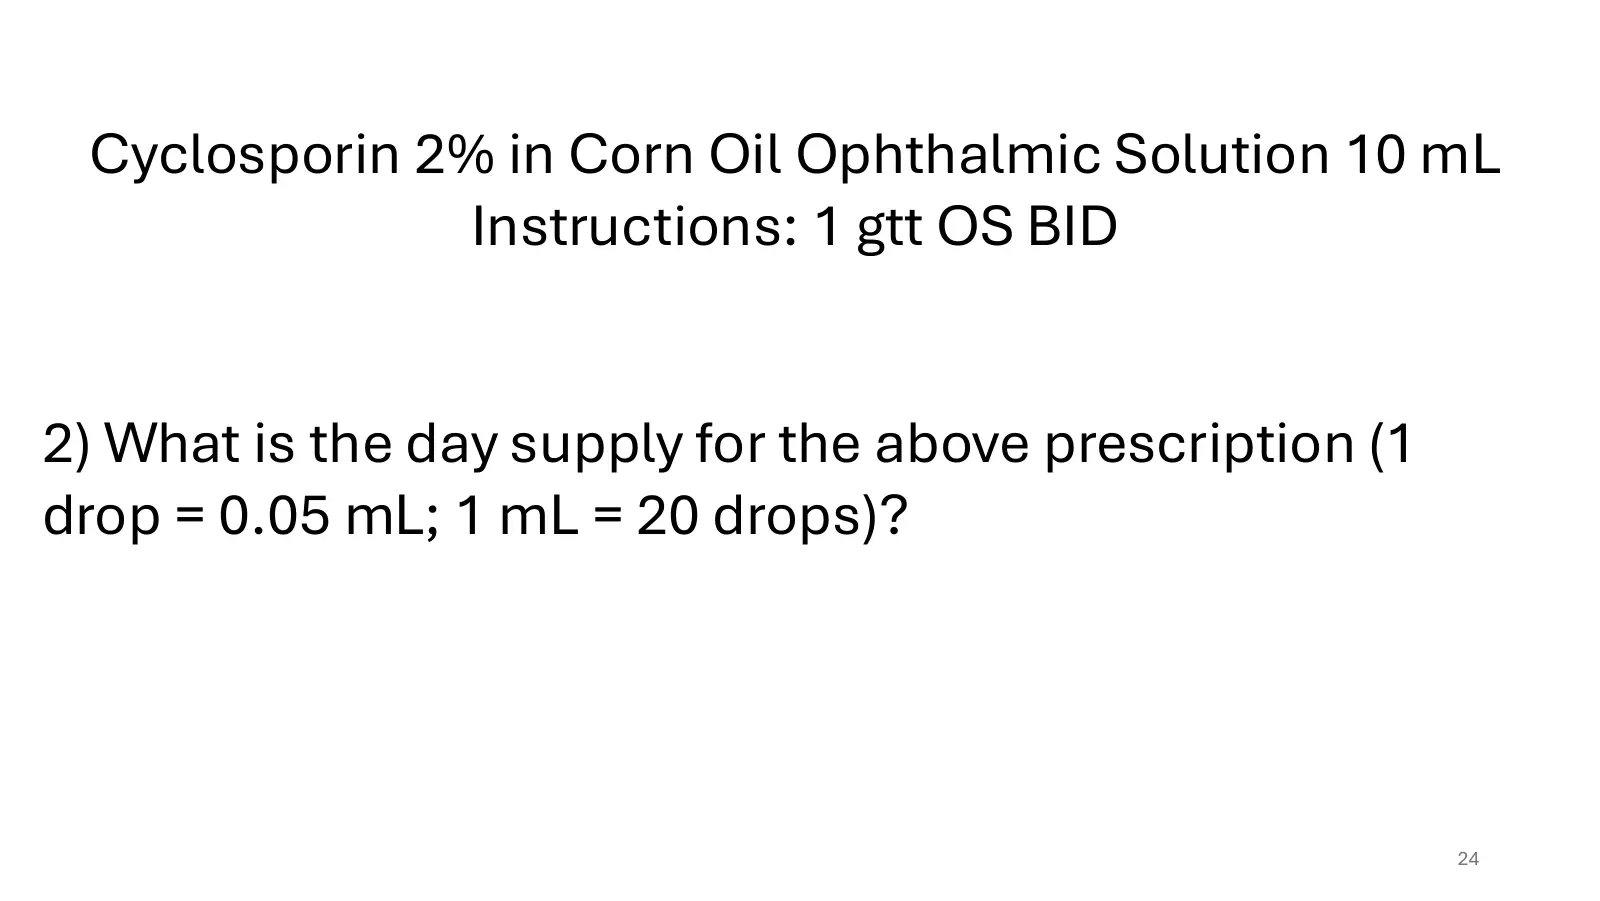 Cyclosporin 2% in Corn Oil Ophthalmic Solution 10 mL
Instructions: 1 gtt OS BID
2) What is the day supply for the above prescription (1
drop = 0.05 mL; 1 mL = 20 drops)?
24